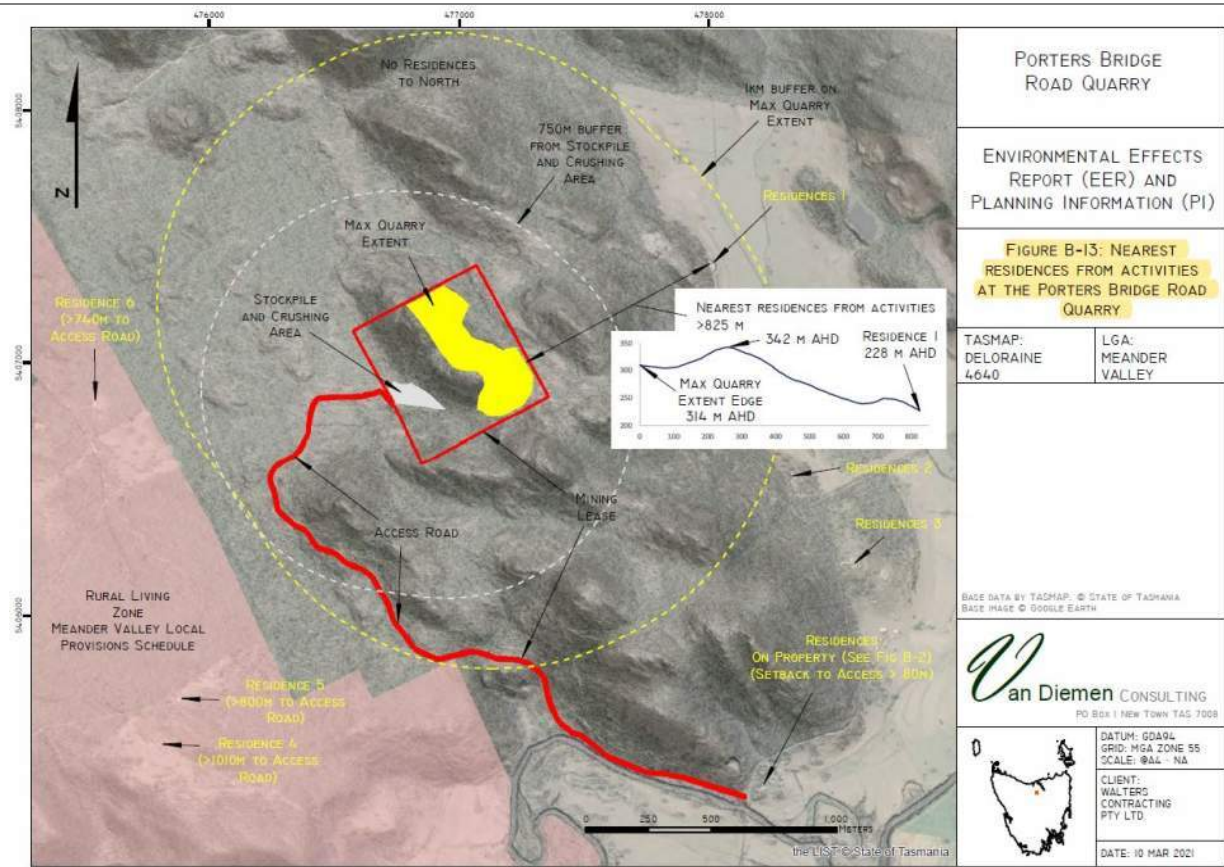 476000
477000
478000
5408000
5407000
5406000
N
NO RESIDENCES
TO NORTH
1KM BUFFER ON
MAX QUARRY
EXTENT
750M BUFFER
FROM STOCKPILE
AND CRUSHING
AREA
RESIDENCES 1
MAX QUARRY
EXTENT
STOCKPILE
AND CRUSHING
AREA
RESIDENCE 6
(>740M TO
ACCESS ROAD)
NEAREST RESIDENCES FROM ACTIVITIES
>825 M
342 M AHD
RESIDENCE 1
228 M AHD
MAX QUARRY
EXTENT EDGE
314 M AHD
350
300
250
200
0 100 200 300 400 500 600 700 800
RESIDENCES 2
RESIDENCES 3
MINING
LEASE
ACCESS ROAD
RURAL LIVING
ZONE
MEANDER VALLEY LOCAL
PROVISIONS SCHEDULE
RESIDENCES
ON PROPERTY (SEE FIG B-2)
(SETBACK TO ACCESS > 80M)
RESIDENCE 5
(>800M TO ACCESS
ROAD)
RESIDENCE 4
(>1010M TO ACCESS
ROAD)
0 250 500 1,000
METERS
the LIST © State of Tasmania
PORTERS BRIDGE
ROAD QUARRY
ENVIRONMENTAL EFFECTS
REPORT (EER) AND
PLANNING INFORMATION (PI)
FIGURE B-13: NEAREST
RESIDENCES FROM ACTIVITIES
AT THE PORTERS BRIDGE ROAD
QUARRY
TASMAP:
DELORAINE
4640
LGA:
MEANDER
VALLEY
BASE DATA BY TASMAP. © STATE OF TASMANIA
BASE IMAGE © GOOGLE EARTH
Van Diemen CONSULTING
PO BOX 1 NEW TOWN TAS 7008
DATUM: GDA94
GRID: MGA ZONE 55
SCALE: @A4 - NA
CLIENT:
WALTERS
CONTRACTING
PTY LTD.
DATE: 10 MAR 2021